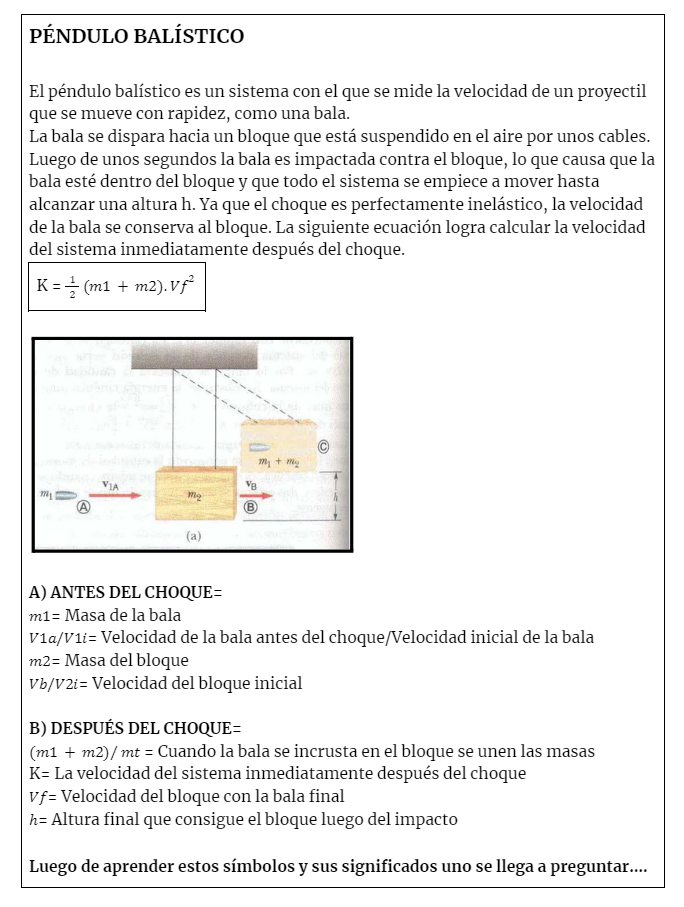 PÉNDULO BALÍSTICO
El péndulo balístico es un sistema con el que se mide la velocidad de un proyectil
que se mueve con rapidez, como una bala.
La bala se dispara hacia un bloque que está suspendido en el aire por unos cables.
Luego de unos segundos la bala es impactada contra el bloque, lo que causa que la
bala esté dentro del bloque y que todo el sistema se empiece a mover hasta
alcanzar una altura h. Ya que el choque es perfectamente inelástico, la velocidad
de la bala se conserva al bloque. La siguiente ecuación logra calcular la velocidad
del sistema inmediatamente después del choque.
K = 1/2 (m1 + m2). Vf²
C
m₁ + m₂
m₁
v₁A
A
m₂
vB
B
h
(a)
A) ANTES DEL CHOQUE=
m1= Masa de la bala
V1a/V1i= Velocidad de la bala antes del choque/Velocidad inicial de la bala
m2= Masa del bloque
Vb/V2i= Velocidad del bloque inicial
B) DESPUÉS DEL CHOQUE=
(m1 + m2)/ mt = Cuando la bala se incrusta en el bloque se unen las masas
K= La velocidad del sistema inmediatamente después del choque
Vf= Velocidad del bloque con la bala final
h= Altura final que consigue el bloque luego del impacto
Luego de aprender estos símbolos y sus significados uno se llega a preguntar....